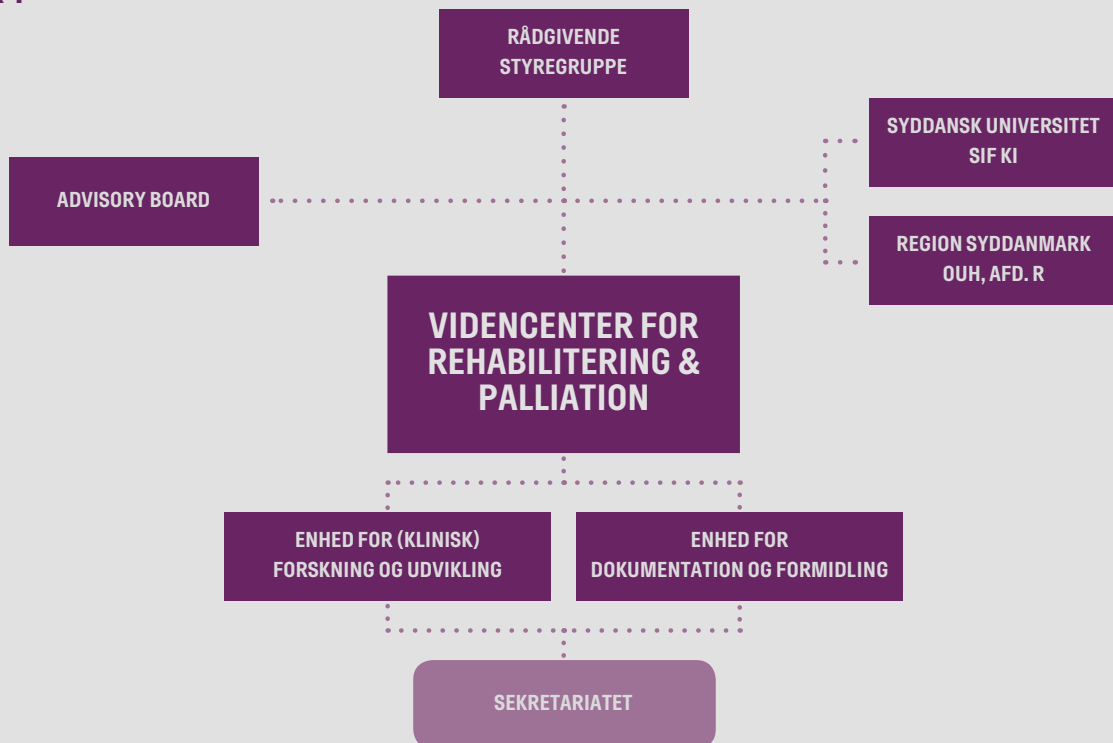 RÅDGIVENDE
STYREGRUPPE
SYDDANSK UNIVERSITET
SIF KI
ADVISORY BOARD
REGION SYDDANMARK
OUH, AFD. R
VIDENCENTER FOR
REHABILITERING &
PALLIATION
ENHED FOR (KLINISK)
FORSKNING OG UDVIKLING
ENHED FOR
DOKUMENTATION OG FORMIDLING
SEKRETARIATET